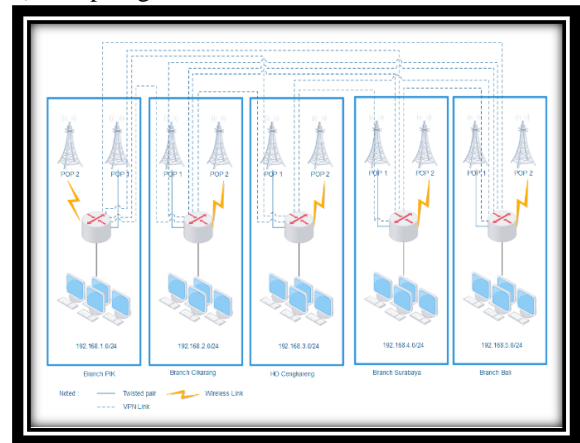 POP 2
POP 1
POP 1
POP 2
POP 1
POP 2
POP 1
POP 2
POP 1
POP 2
192.168.1.0/24
192.168.2.0/24
192.168.3.0/24
192.168.4.0/24
192.168.5.0/24
Branch PIK
Branch Cikarang
HO Cengkareng
Branch Surabaya
Branch Bali
Noted :
Twisted pair
Wireless Link
VPN Link